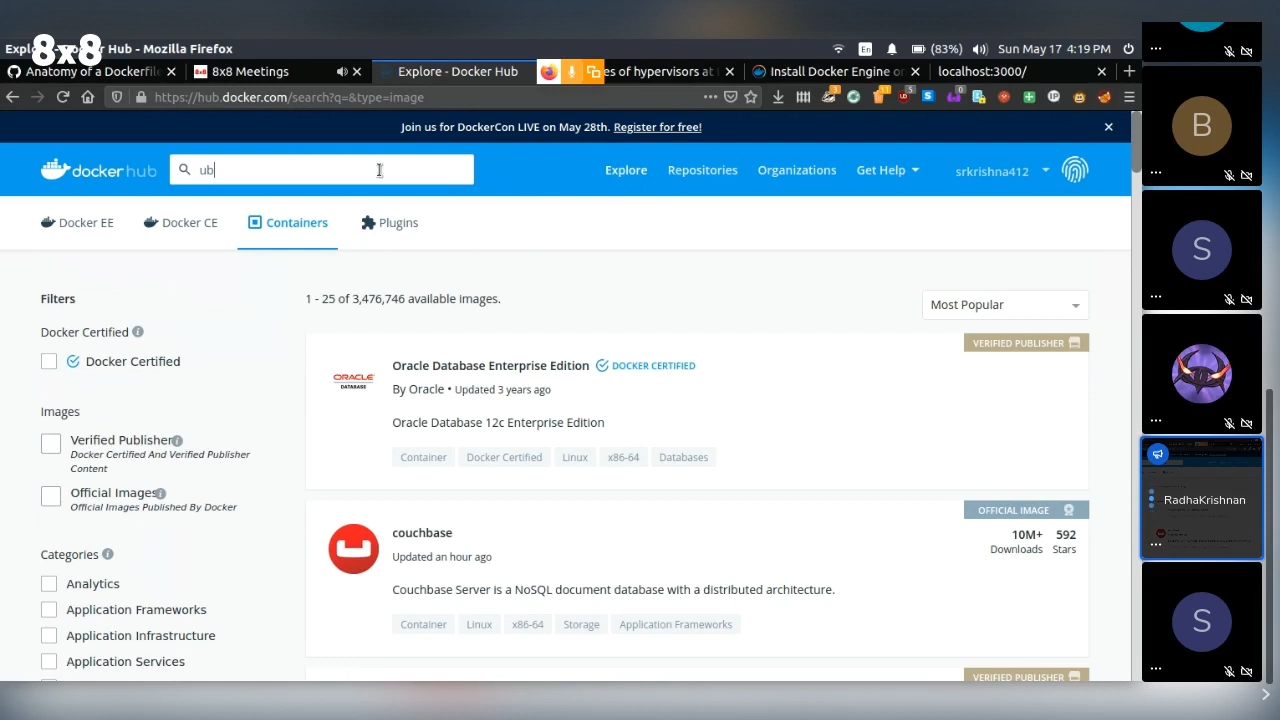 8x8
Explo
Hub - Mozilla Firefox
En
(83%)
Sun May 17 4:19 PM
Anatomy of a Dockerfile
8x8 Meetings
Explore - Docker Hub
es of hypervisors at
Install Docker Engine or
localhost:3000/
https://hub.docker.com/search?q=&type=image
Join us for DockerCon LIVE on May 28th. Register for free!
docker hub
ub
Explore
Repositories
Organizations
Get Help
srkrishna412
Docker EE
Docker CE
Containers
Plugins
Filters
1 - 25 of 3,476,746 available images.
Most Popular
Docker Certified
Docker Certified
Images
Verified Publisher
Docker Certified And Verified Publisher
Content
Official Images
Official Images Published By Docker
Categories
Analytics
Application Frameworks
Application Infrastructure
Application Services
VERIFIED PUBLISHER
Oracle Database Enterprise Edition
DOCKER CERTIFIED
ORACLE
DATABASE
By Oracle • Updated 3 years ago
Oracle Database 12c Enterprise Edition
Container
Docker Certified
Linux
x86-64
Databases
OFFICIAL IMAGE
couchbase
10M+
592
Updated an hour ago
Downloads
Stars
Couchbase Server is a NoSQL document database with a distributed architecture.
Container
Linux
x86-64
Storage
Application Frameworks
VERIFIED PUBLISHER
B
S
RadhaKrishnan
S